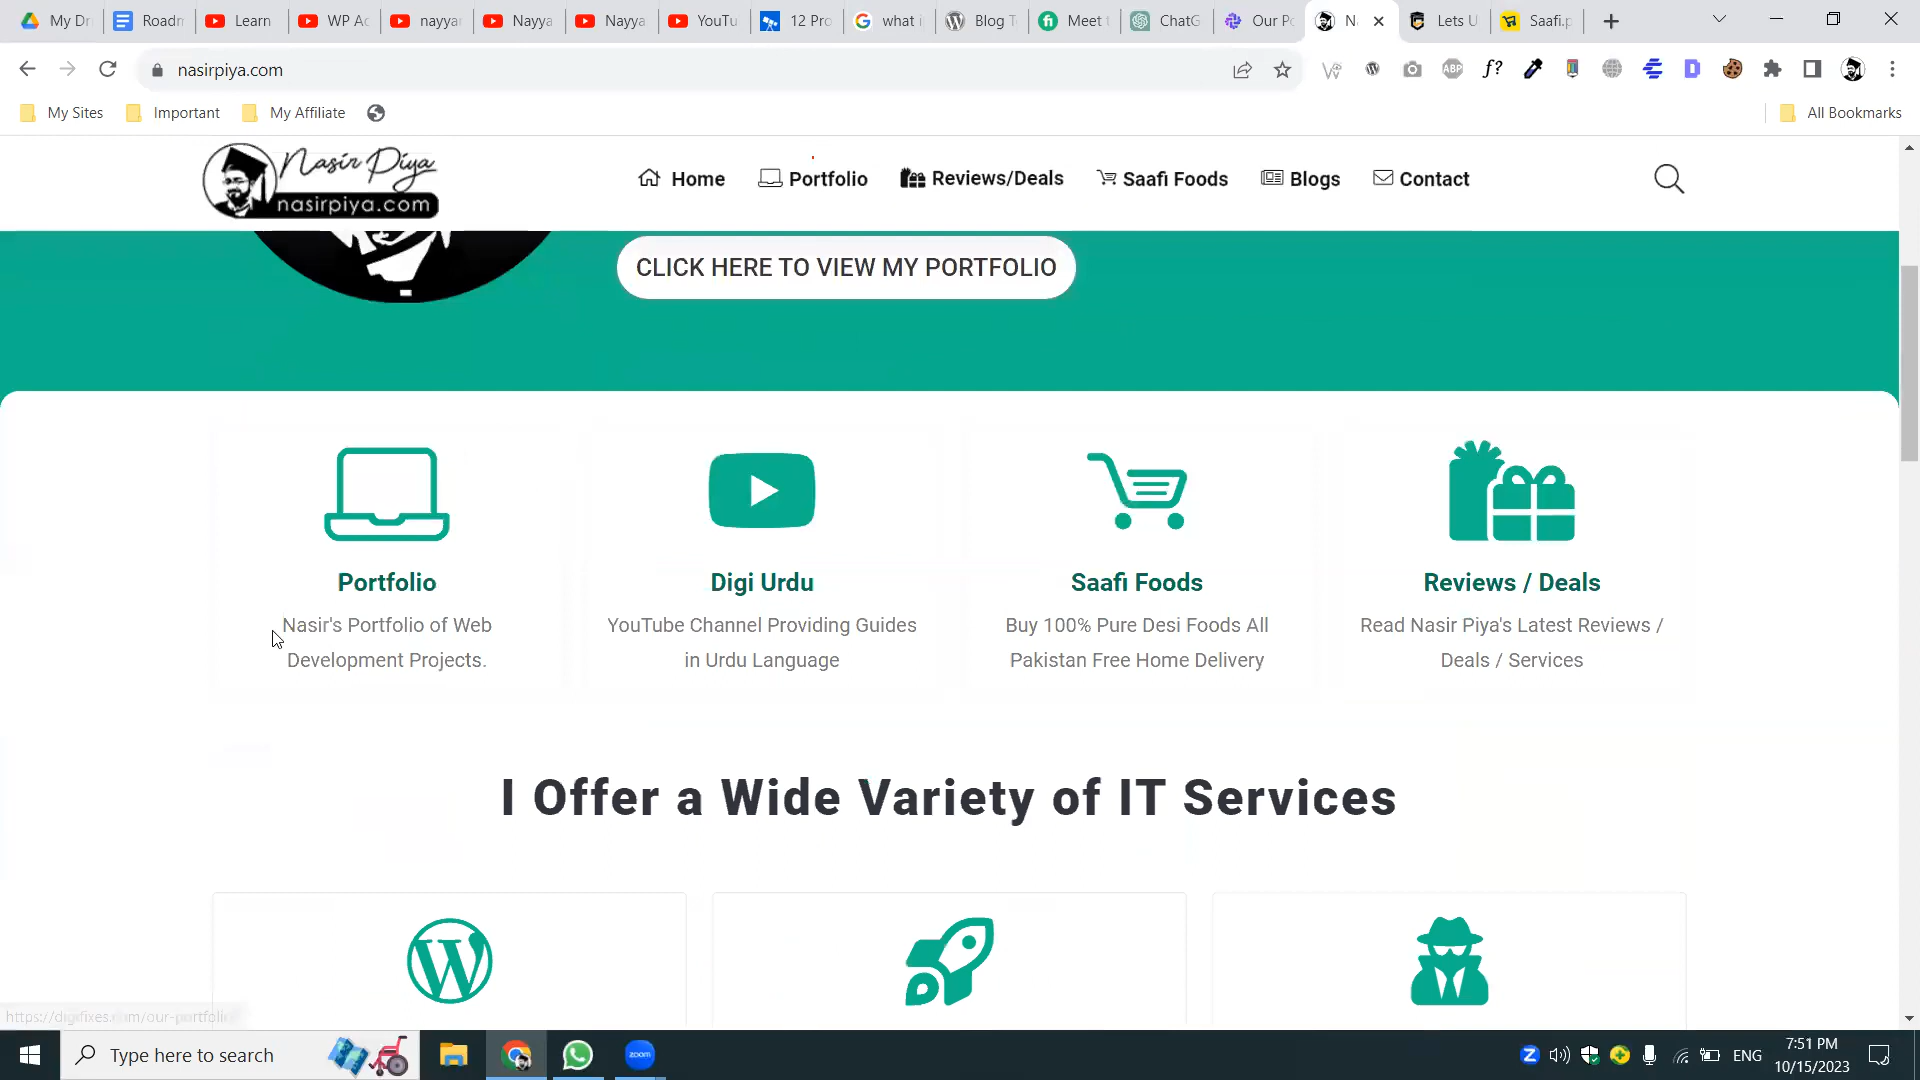 My Dri
Roadm
Learn
WP Ac
nayyar
Nayya
Nayya
YouTu
12 Pro
what i
Blog T
Meet t
ChatG
Our Po
N
Lets U
Saafi.p
nasirpiya.com
My Sites
Important
My Affiliate
All Bookmarks
Nasir Piya
nasirpiya.com
Home
Portfolio
Reviews/Deals
Saafi Foods
Blogs
Contact
CLICK HERE TO VIEW MY PORTFOLIO
Portfolio
Nasir's Portfolio of Web
Development Projects.
Digi Urdu
YouTube Channel Providing Guides
in Urdu Language
Saafi Foods
Buy 100% Pure Desi Foods All
Pakistan Free Home Delivery
Reviews / Deals
Read Nasir Piya's Latest Reviews /
Deals / Services
I Offer a Wide Variety of IT Services
https://digifixes.com/our-portfolio
Type here to search
zoom
ENG
7:51 PM
10/15/2023